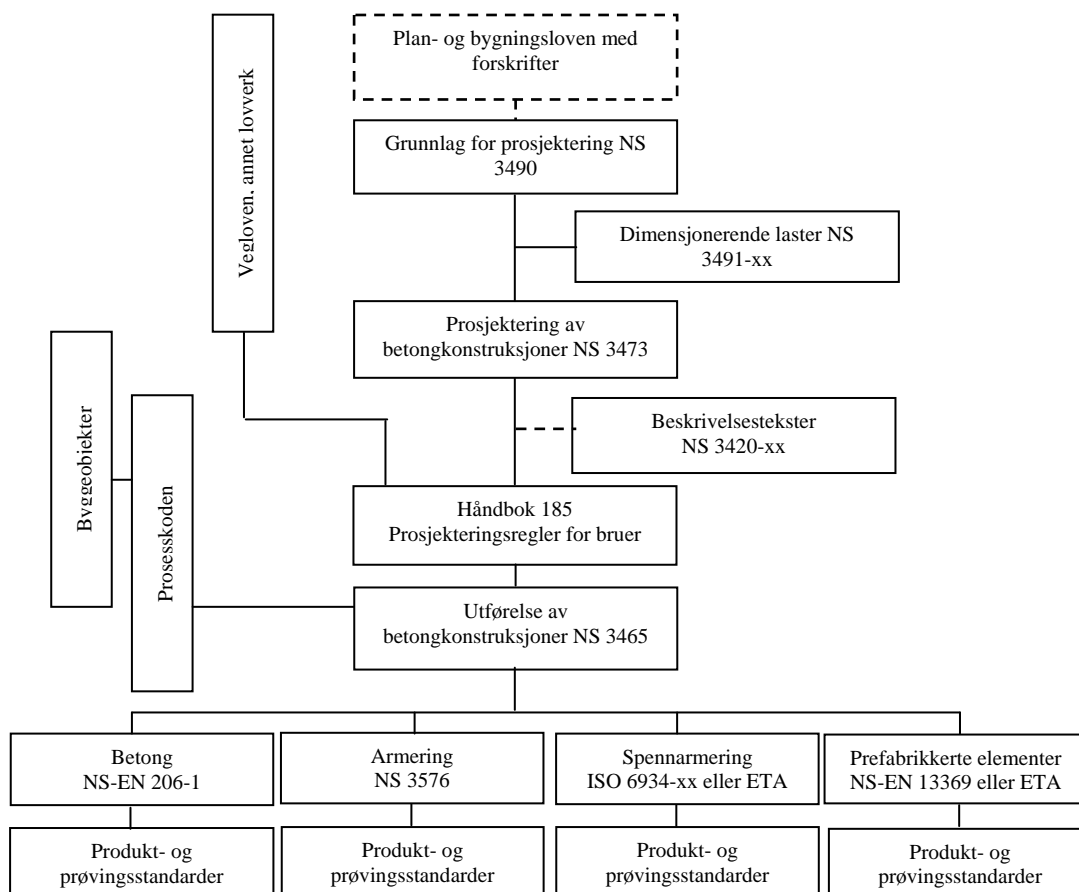 Plan- og bygningsloven med
forskrifter
Grunnlag for prosjektering NS
3490
Vegloven, annet lovverk
Dimensjonerende laster NS
3491-xx
Prosjektering av
betongkonstruksjoner NS 3473
Beskrivelsestekster
NS 3420-xx
Byggeobjekter
Prosesskoden
Håndbok 185
Prosjekteringsregler for bruer
Utførelse av
betongkonstruksjoner NS 3465
Betong
NS-EN 206-1
Armering
NS 3576
Spennarmering
ISO 6934-xx eller ETA
Prefabrikkerte elementer
NS-EN 13369 eller ETA
Produkt- og
prøvingsstandarder
Produkt- og
prøvingsstandarder
Produkt- og
prøvingsstandarder
Produkt- og
prøvingsstandarder